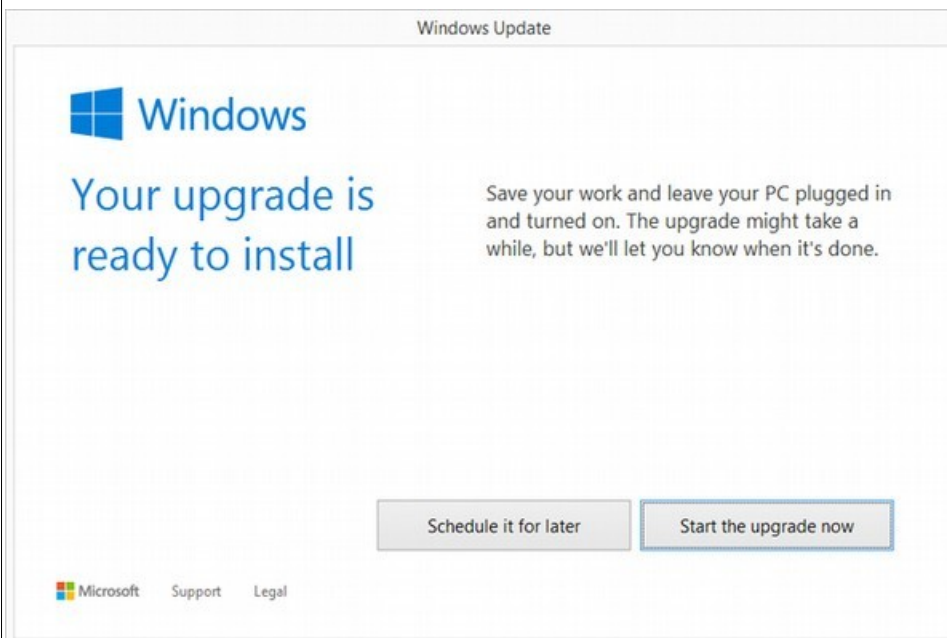 Windows Update
Windows
Your upgrade is
ready to install
Save your work and leave your PC plugged in
and turned on. The upgrade might take a
while, but we'll let you know when it's done.
Schedule it for later
Start the upgrade now
Microsoft
Support
Legal